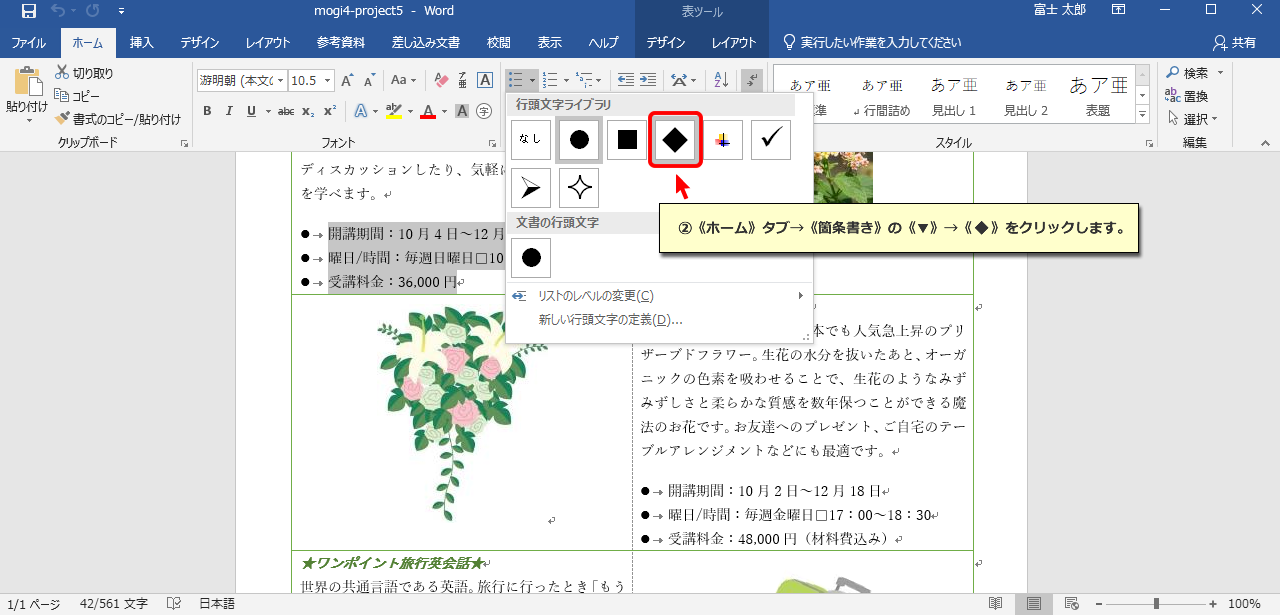 mogi4-project5 - Word
表ツール
富士 太郎
ファイル ホーム 挿入 デザイン レイアウト 参考資料 差し込み文書 校閲 表示 ヘルプ デザイン レイアウト 実行したい作業を入力してください 共有
貼り付け
切り取り
コピー
書式のコピー/貼り付け
クリップボード
游明朝 (本文の 10.5
フォント
あア亜 あア亜 あア亜 あア亜 あア亜
準 行間詰め 見出し 1 見出し 2 表題
スタイル
検索
置換
選択
編集
行頭文字ライブラリ
なし
文書の行頭文字
リストのレベルの変更(C)
新しい行頭文字の定義(D)...
②《ホーム》タブ→《箇条書き》の《▼》→《◆》をクリックします。
ディスカッションしたり、気軽に
を学べます。
●→開講期間：10 月 4 日～12 月
●→曜日/時間：毎週日曜日□10
●→受講料金：36,000 円
本でも人気急上昇のプリ
ザーブドフラワー。生花の水分を抜いたあと、オーガ
ニックの色素を吸わせることで、生花のようなみず
みずしさと柔らかな質感を数年保つことができる魔
法のお花です。お友達へのプレゼント、ご自宅のテー
ブルアレンジメントなどにも最適です。
●→開講期間：10 月 2 日～12 月 18 日
●→曜日/時間：毎週金曜日□17：00～18：30
●→受講料金：48,000 円（材料費込み）
★ワンポイント旅行英会話★
世界の共通言語である英語。旅行に行ったとき「もう
1/1 ページ 42/561 文字 日本語 100%